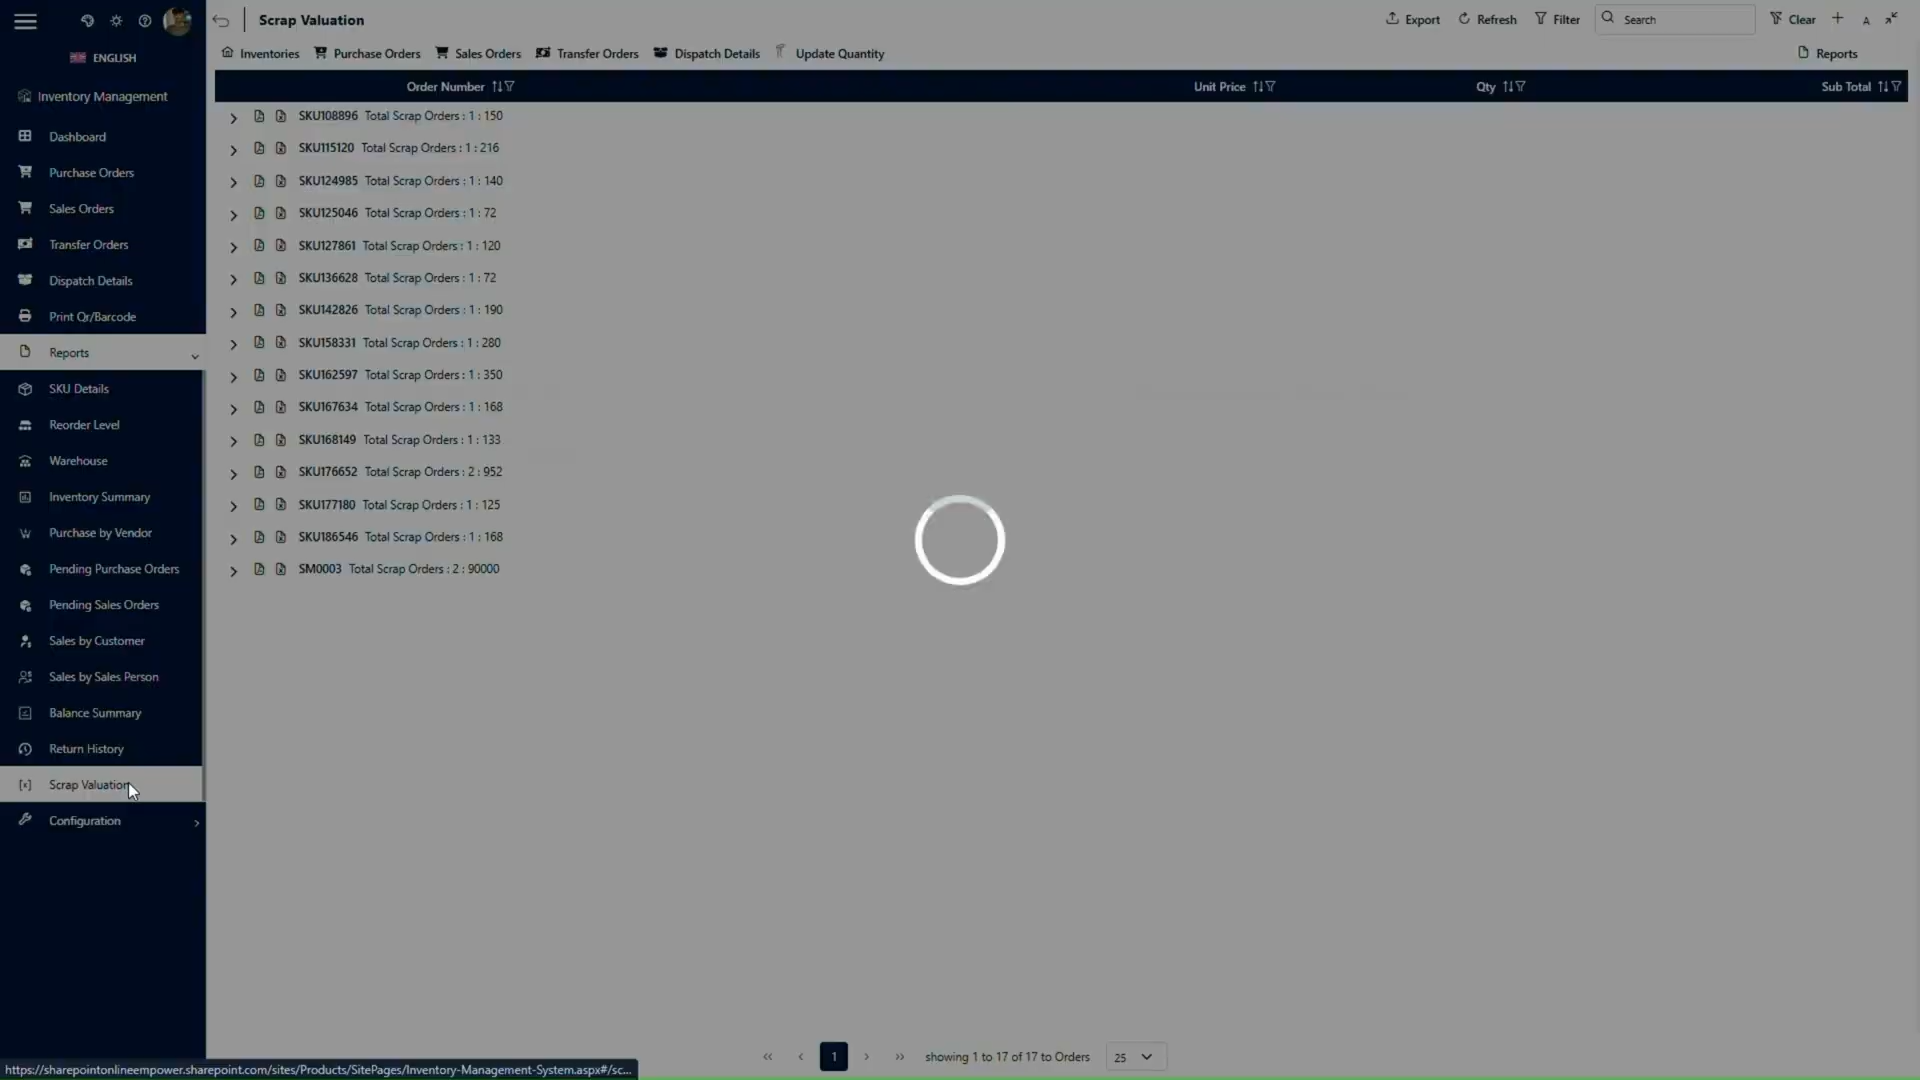 Scrap Valuation
Export
Refresh
Filter
Search
Clear
A
ENGLISH
Inventories
Purchase Orders
Sales Orders
Transfer Orders
Dispatch Details
Update Quantity
Reports
Inventory Management
Dashboard
Purchase Orders
Sales Orders
Transfer Orders
Dispatch Details
Print Qr/Barcode
Reports
SKU Details
Reorder Level
Warehouse
Inventory Summary
Purchase by Vendor
Pending Purchase Orders
Pending Sales Orders
Sales by Customer
Sales by Sales Person
Balance Summary
Return History
Scrap Valuation
Configuration
Order Number Unit Price Qty Sub Total
SKU108896 Total Scrap Orders : 1 : 150
SKU115120 Total Scrap Orders : 1 : 216
SKU124985 Total Scrap Orders : 1 : 140
SKU125046 Total Scrap Orders : 1 : 72
SKU127861 Total Scrap Orders : 1 : 120
SKU136628 Total Scrap Orders : 1 : 72
SKU142826 Total Scrap Orders : 1 : 190
SKU158331 Total Scrap Orders : 1 : 280
SKU162597 Total Scrap Orders : 1 : 350
SKU167634 Total Scrap Orders : 1 : 168
SKU168149 Total Scrap Orders : 1 : 133
SKU176652 Total Scrap Orders : 2 : 952
SKU177180 Total Scrap Orders : 1 : 125
SKU186546 Total Scrap Orders : 1 : 168
SM0003 Total Scrap Orders : 2 : 90000
1 showing 1 to 17 of 17 to Orders 25
https://sharepointonlineempower.sharepoint.com/sites/Products/SitePages/Inventory-Management-System.aspx#/sc...